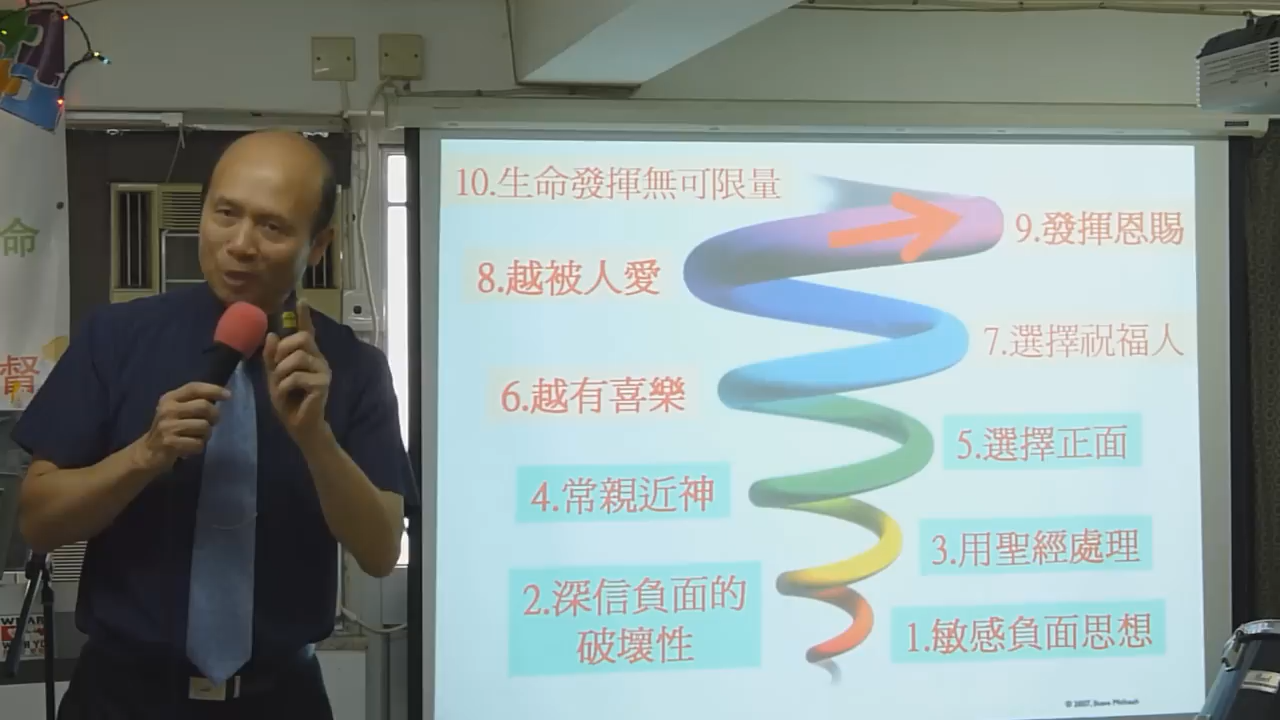 10.生命發揮無可限量
9.發揮恩賜
8.越被人愛
7.選擇祝福人
6.越有喜樂
5.選擇正面
4.常親近神
3.用聖經處理
2.深信負面的
破壞性
1.敏感負面思想
命
督